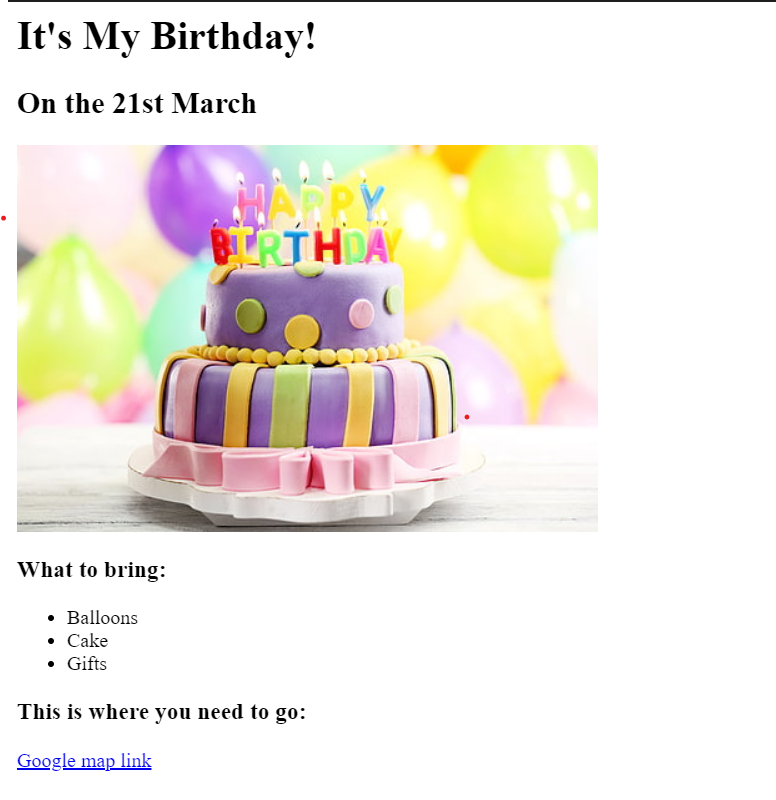 It's My Birthday!
On the 21st March
HAPPY
BIRTHDAY
What to bring:
Balloons
Cake
Gifts
This is where you need to go:
Google map link